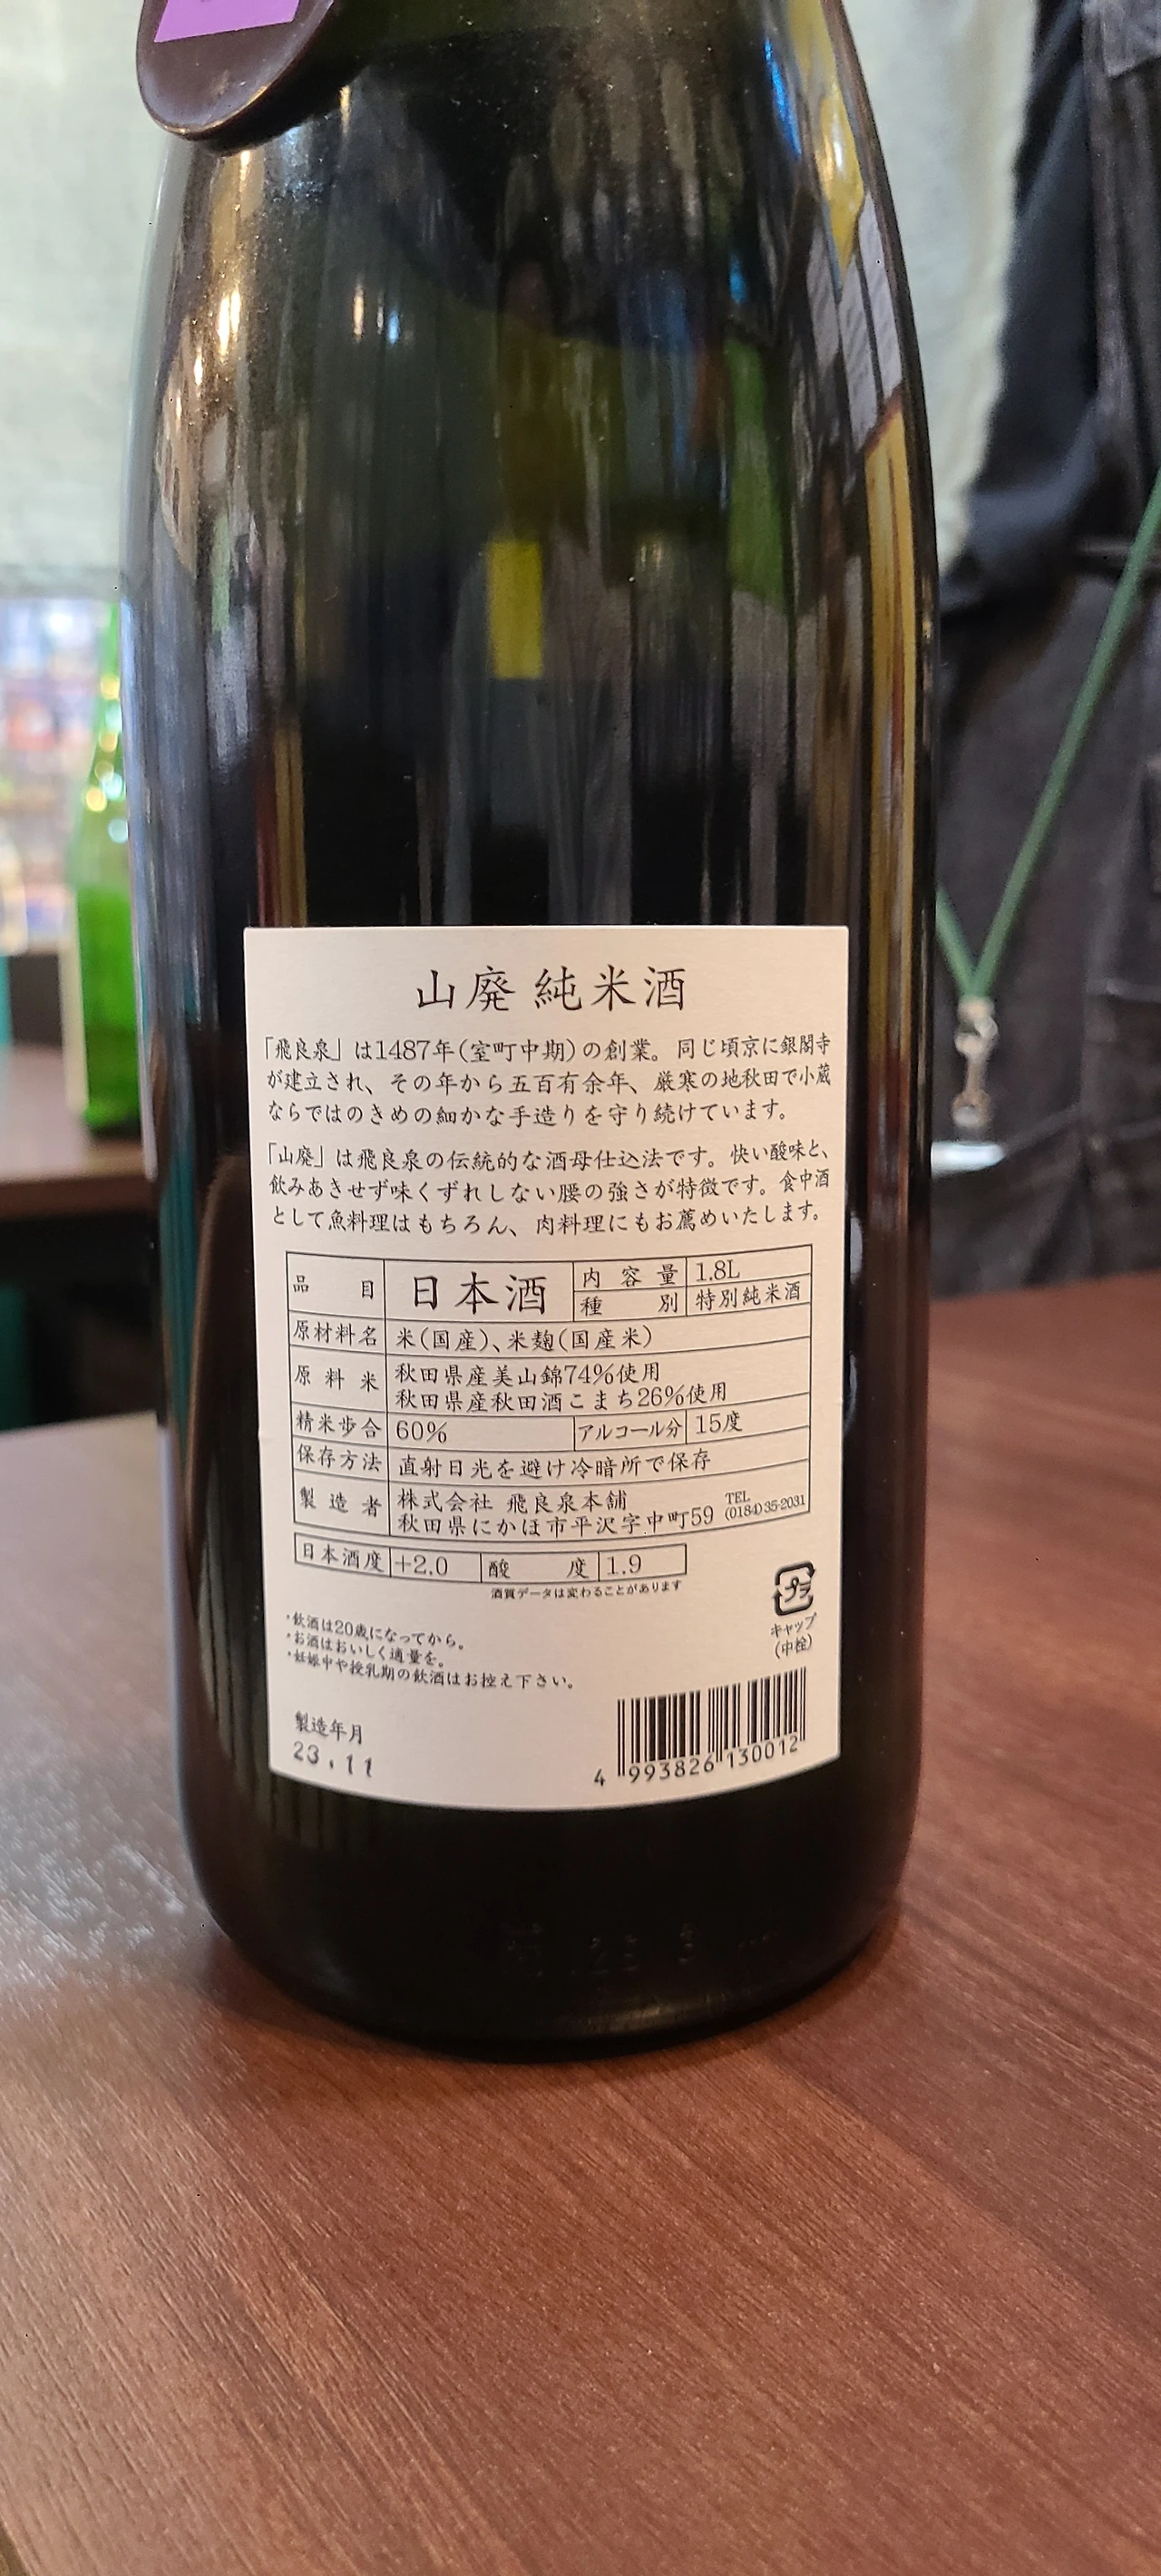 山廃 純米酒
「飛良泉」は1487年(室町中期)の創業。同じ頃京に銀閣寺
が建立され、その年から五百有余年、厳寒の地秋田で小蔵
ならではのきめの細かな手造りを守り続けています。
「山廃」は飛良泉の伝統的な酒母仕込法です。快い酸味と、
飲みあきせず味くずれしない腰の強さが特徴です。食中酒
として魚料理はもちろん、肉料理にもお薦めいたします。
品目 日本酒 内容量 1.8L
種別 特別純米酒
原材料名 米(国産)、米麹(国産米)
原料米 秋田県産美山錦74%使用
秋田県産秋田酒こまち26%使用
精米歩合 60% アルコール分 15度
保存方法 直射日光を避け冷暗所で保存
製造者 株式会社 飛良泉本舗
秋田県にかほ市平沢字中町59 TEL (0184)35-2031
日本酒度 +2.0 酸度 1.9
酒質データは変わることがあります
プラ
キャップ
(中栓)
・飲酒は20歳になってから。
・お酒はおいしく適量を。
・妊娠中や授乳期の飲酒はお控え下さい。
製造年月
23.11
4 993826 130012